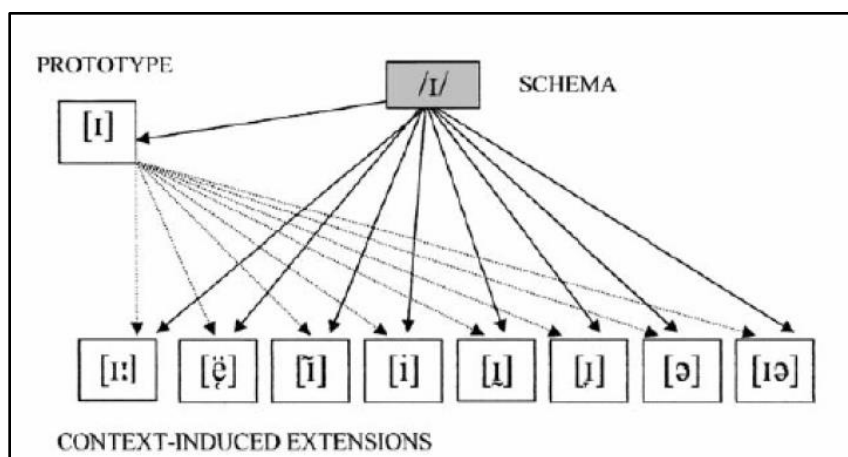 PROTOTYPE
/ɪ/
SCHEMA
[ɪ]
[ɪː] [ë̞] [ĩ] [i] [ɪ̰] [ɪ̞] [ə] [ɪə]
CONTEXT-INDUCED EXTENSIONS